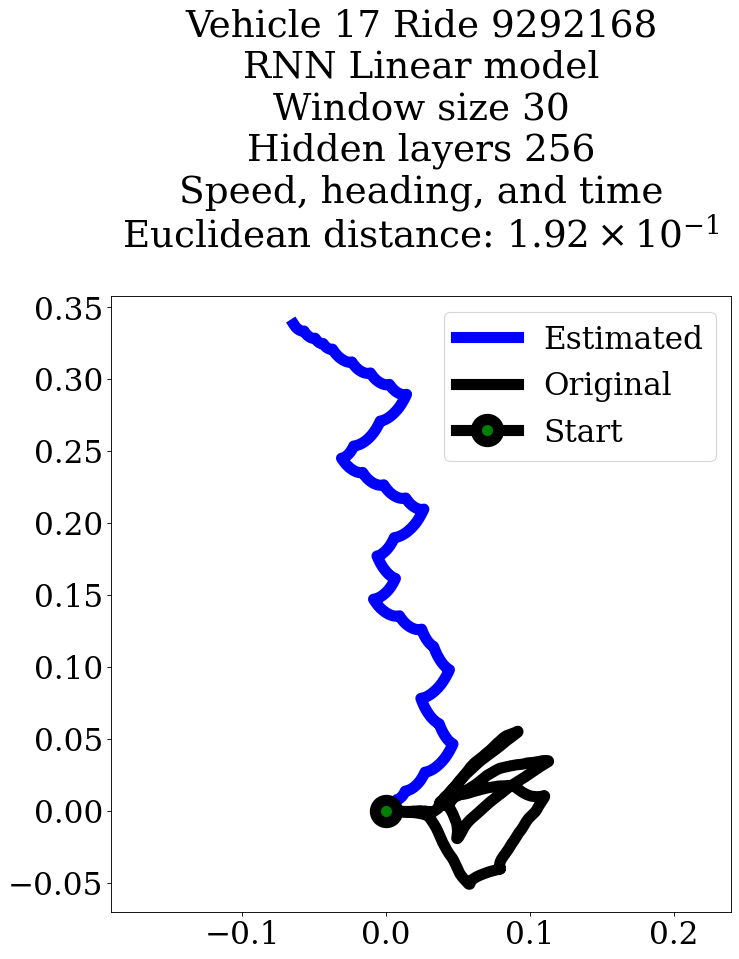 Vehicle 17 Ride 9292168
RNN Linear model
Window size 30
Hidden layers 256
Speed, heading, and time
Euclidean distance: 1.92 × 10⁻¹
Estimated
Original
Start
0.35
0.30
0.25
0.20
0.15
0.10
0.05
0.00
−0.05
−0.1 0.0 0.1 0.2